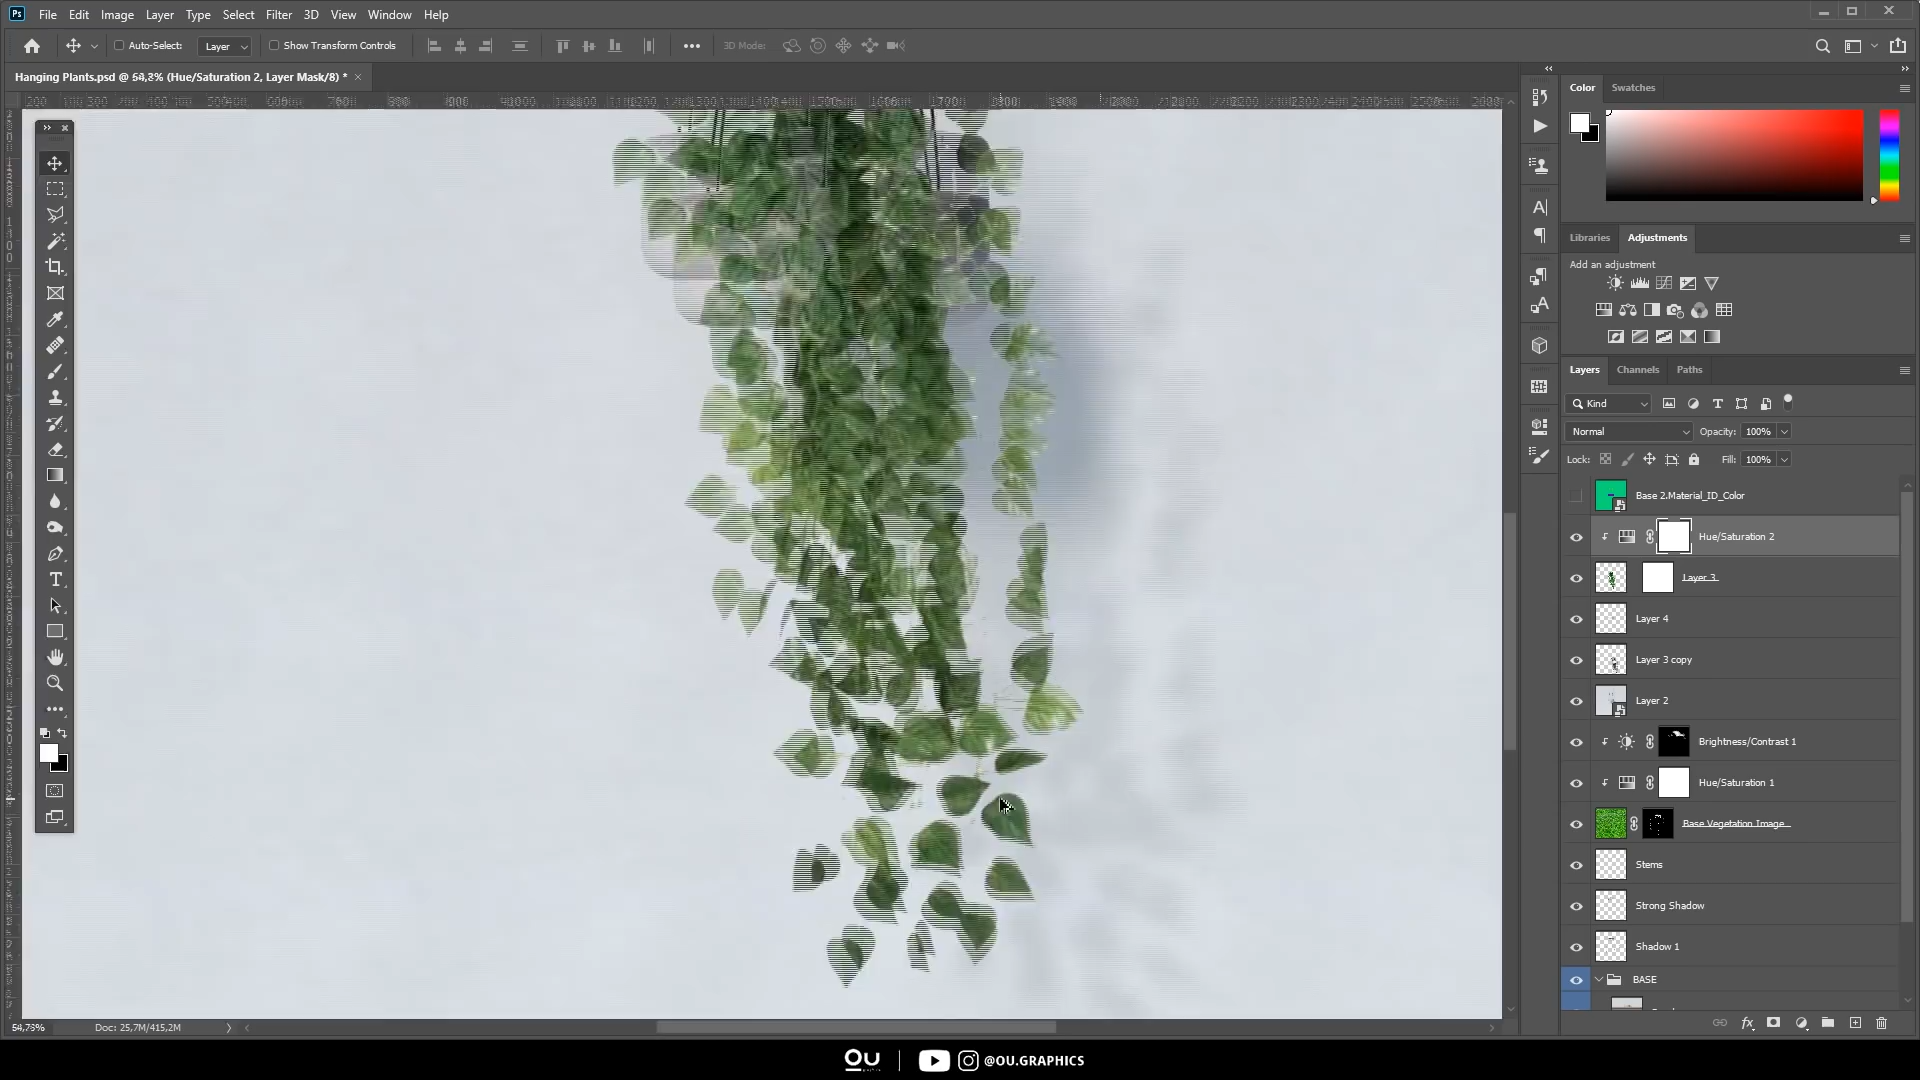 Ps File Edit Image Layer Type Select Filter 3D View Window Help
Auto-Select: Layer Show Transform Controls 3D Mode:
(Hue/Saturation 2, Layer Mask/8) *
Hanging Plants.psd @
Color Swatches
Libraries Adjustments
Add an adjustment
Layers Channels Paths
Kind
Normal Opacity: 100%
Lock: Fill: 100%
Base 2.Material_ID_Color
Hue/Saturation 2
Layer 3
Layer 4
Layer 3 copy
Layer 2
Brightness/Contrast 1
Hue/Saturation 1
Base Vegetation Image
Stems
Strong Shadow
Shadow 1
BASE
Doc: 25,7M/415,2M
OU @OU.GRAPHICS